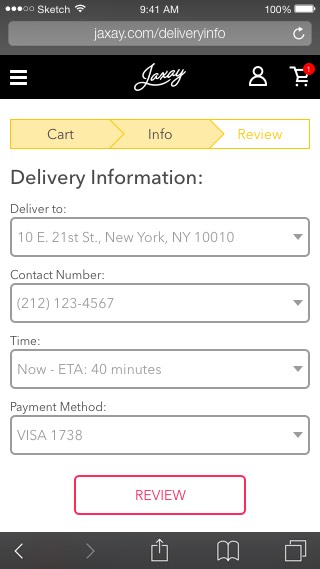 Sketch 9:41 AM 100%
jaxay.com/deliveryinfo
Jaxay 1
Cart Info Review
Delivery Information:
Deliver to:
10 E. 21st St., New York, NY 10010
Contact Number:
(212) 123-4567
Time:
Now - ETA: 40 minutes
Payment Method:
VISA 1738
REVIEW